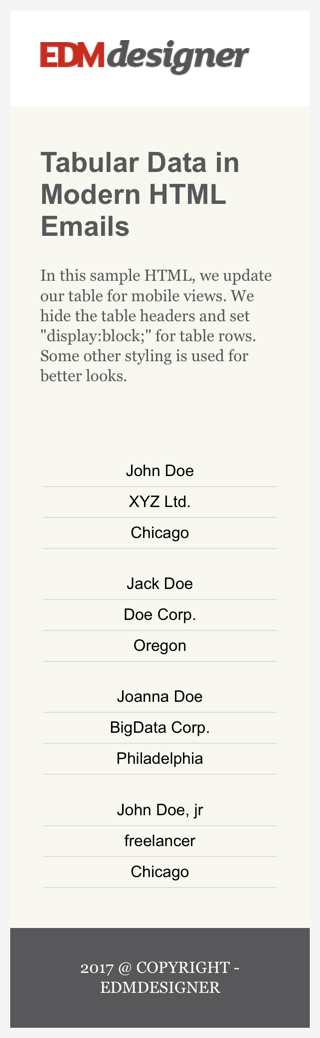 EDMdesigner
Tabular Data in
Modern HTML
Emails
In this sample HTML, we update
our table for mobile views. We
hide the table headers and set
"display:block;" for table rows.
Some other styling is used for
better looks.
John Doe
XYZ Ltd.
Chicago
Jack Doe
Doe Corp.
Oregon
Joanna Doe
BigData Corp.
Philadelphia
John Doe, jr
freelancer
Chicago
2017 @ COPYRIGHT -
EDMDESIGNER